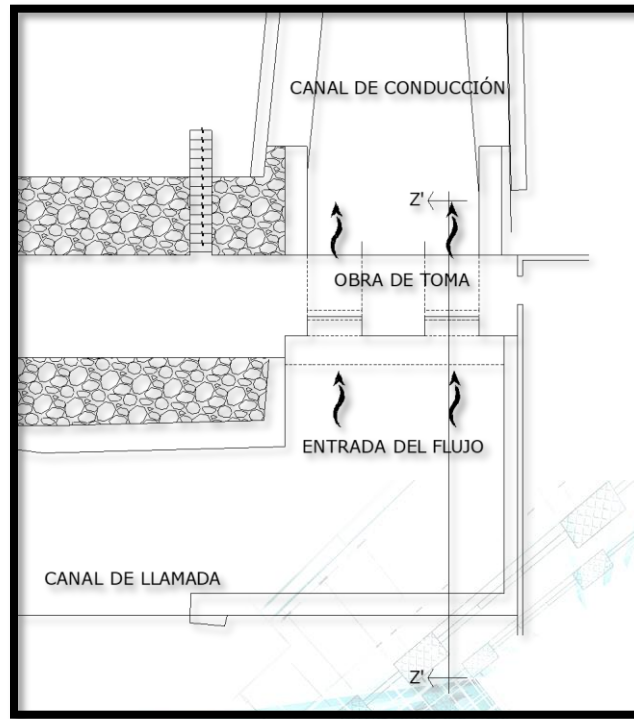 CANAL DE CONDUCCIÓN
Z'
OBRA DE TOMA
ENTRADA DEL FLUJO
CANAL DE LLAMADA
Z'